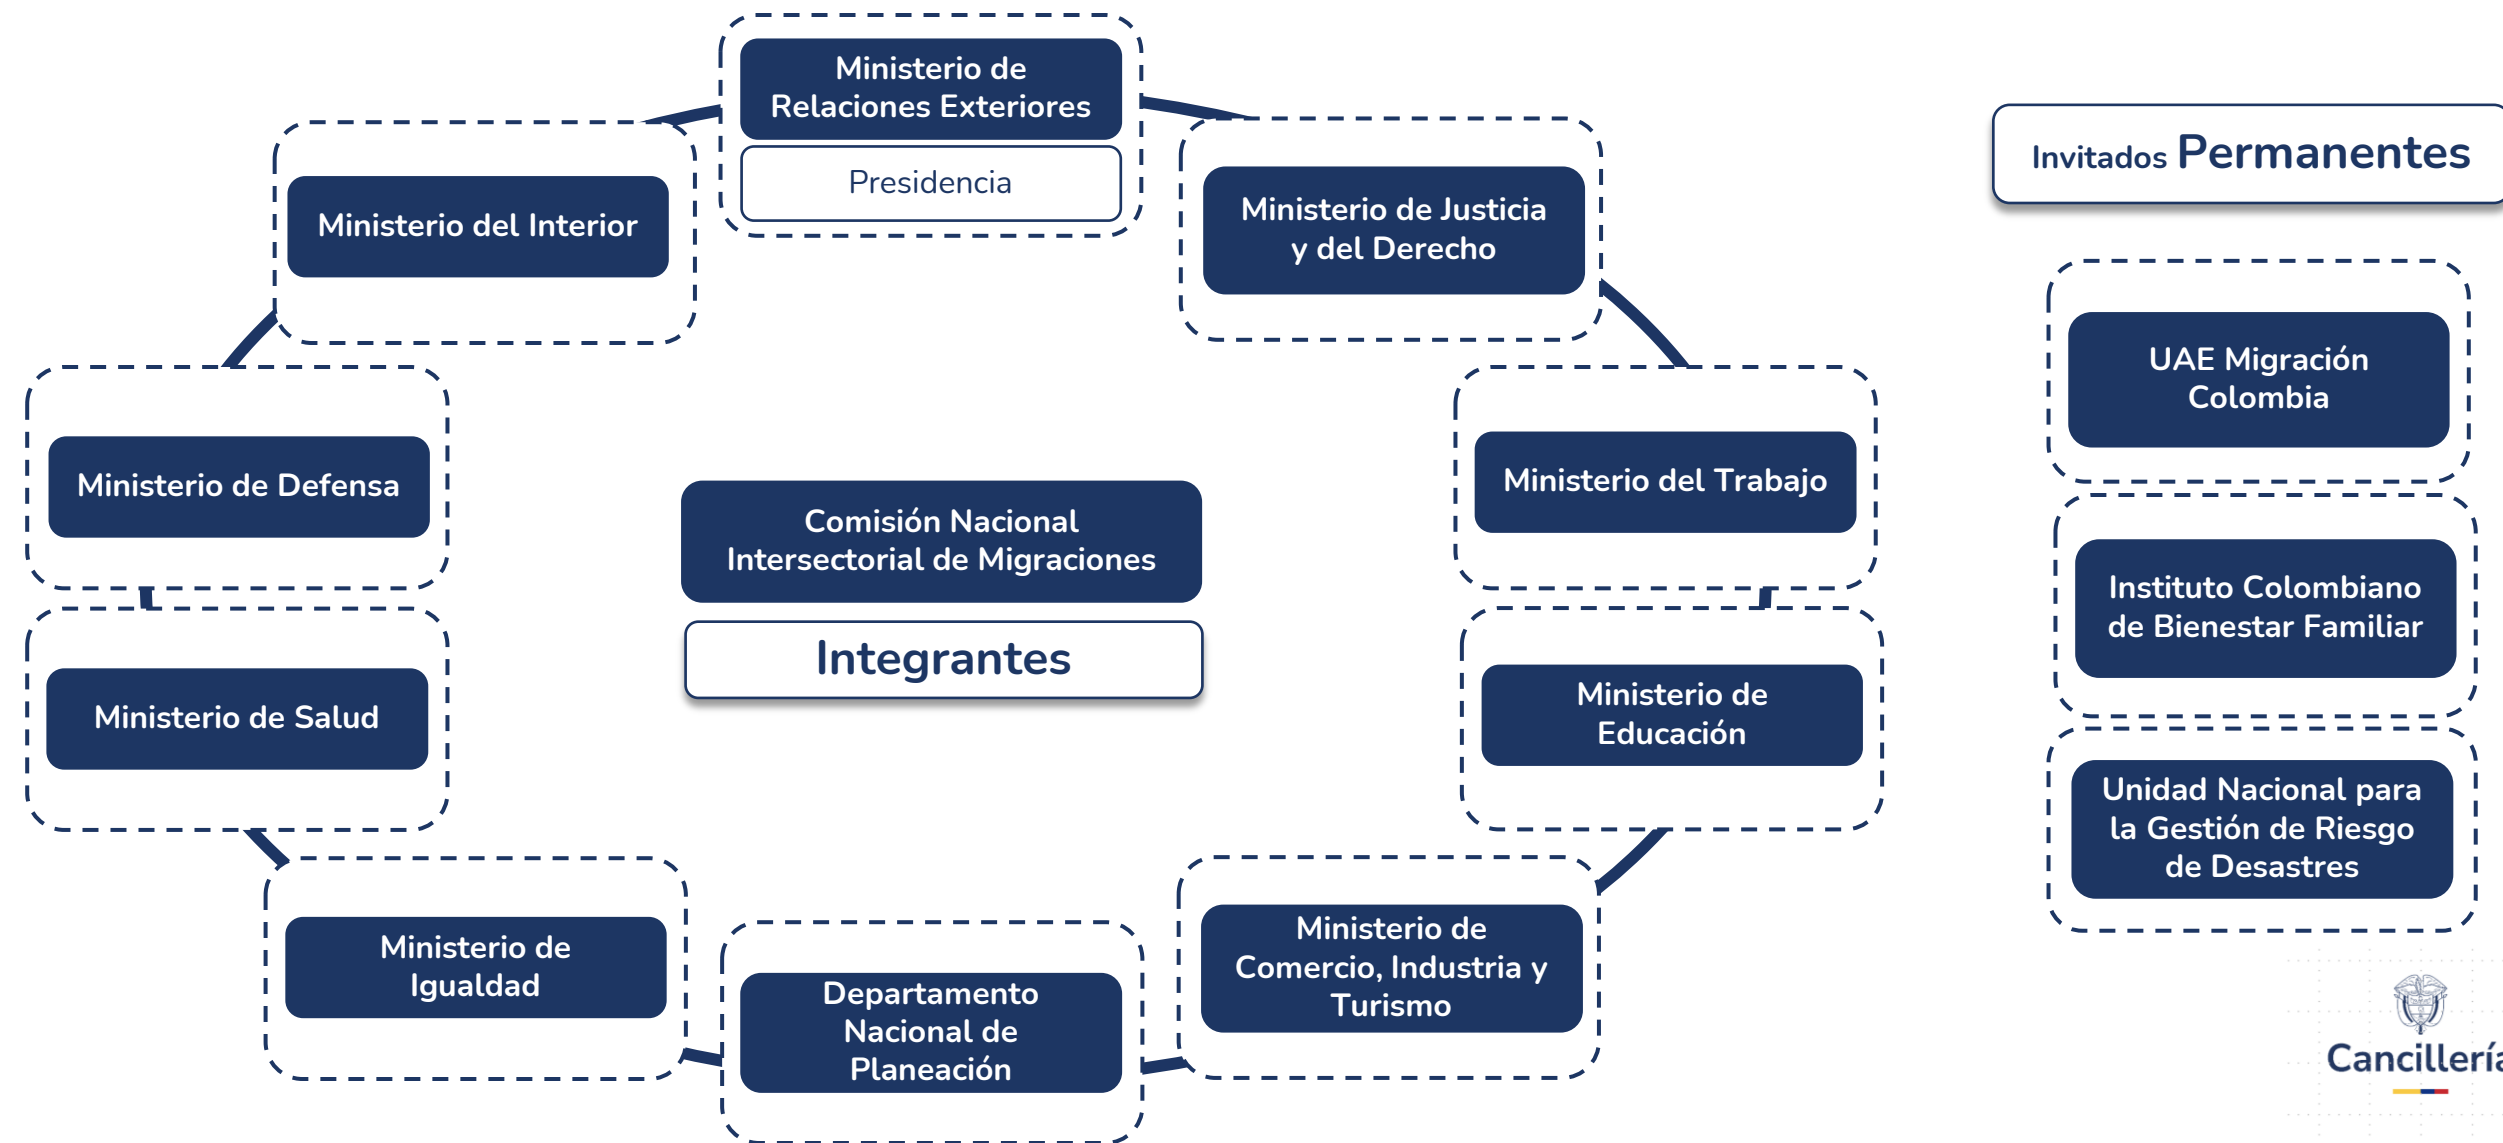 Ministerio de
Relaciones Exteriores
Presidencia
Ministerio del Interior
Ministerio de Justicia
y del Derecho
Ministerio de Defensa
Ministerio del Trabajo
Comisión Nacional
Intersectorial de Migraciones
Integrantes
Ministerio de Salud
Ministerio de
Educación
Ministerio de
Igualdad
Departamento
Nacional de
Planeación
Ministerio de
Comercio, Industria y
Turismo
Invitados Permanentes
UAE Migración
Colombia
Instituto Colombiano
de Bienestar Familiar
Unidad Nacional para
la Gestión de Riesgo
de Desastres
Cancillería